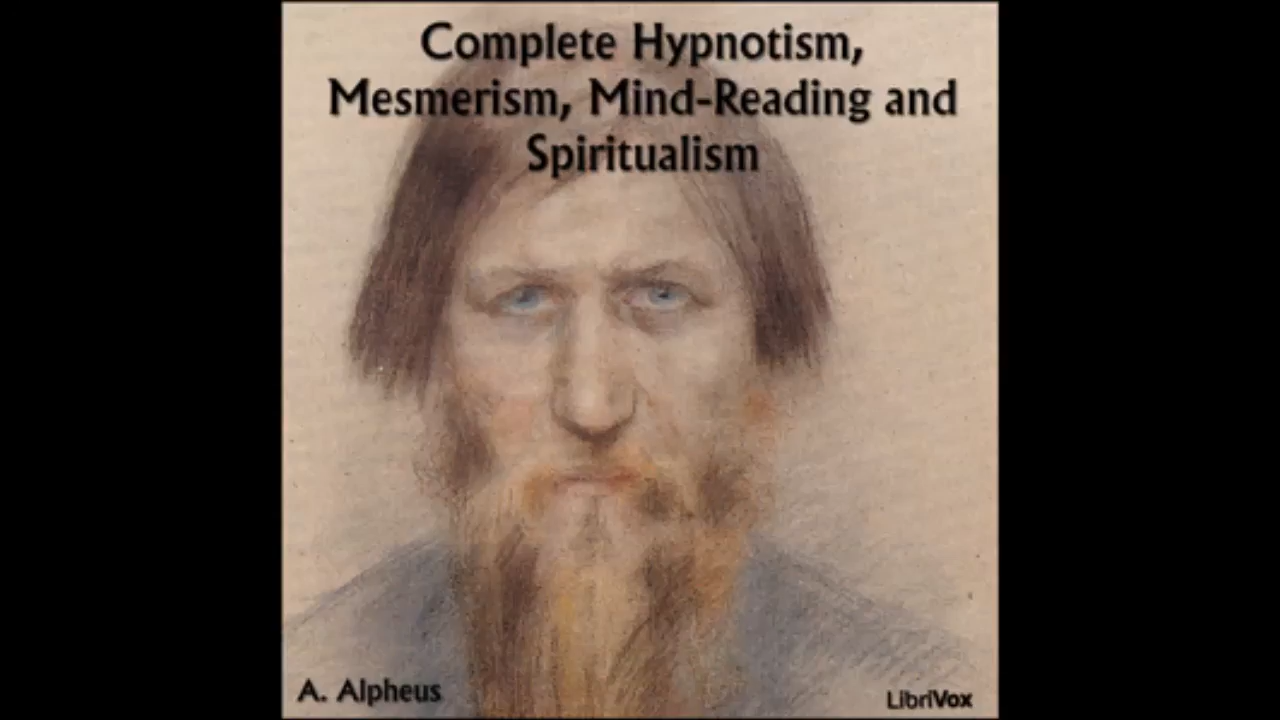 Complete Hypnotism,
Mesmerism, Mind-Reading and
Spiritualism
A. Alpheus
LibriVox